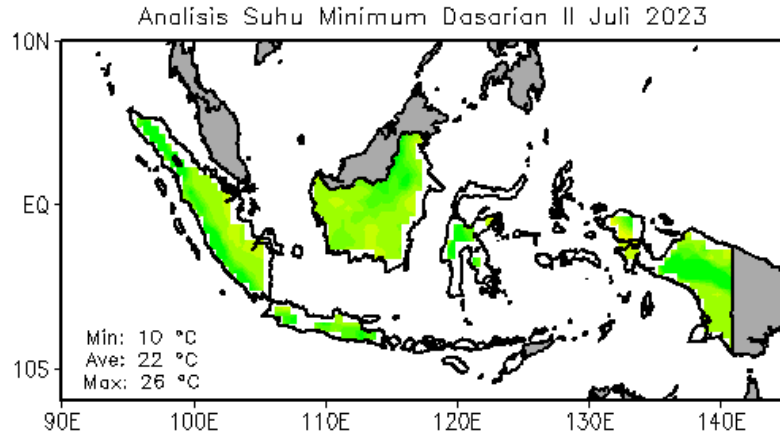 Analisis Suhu Minimum Dasarian II Juli 2023
10N
EQ
10S
Min: 10 °C
Ave: 22 °C
Max: 26 °C
90E 100E 110E 120E 130E 140E